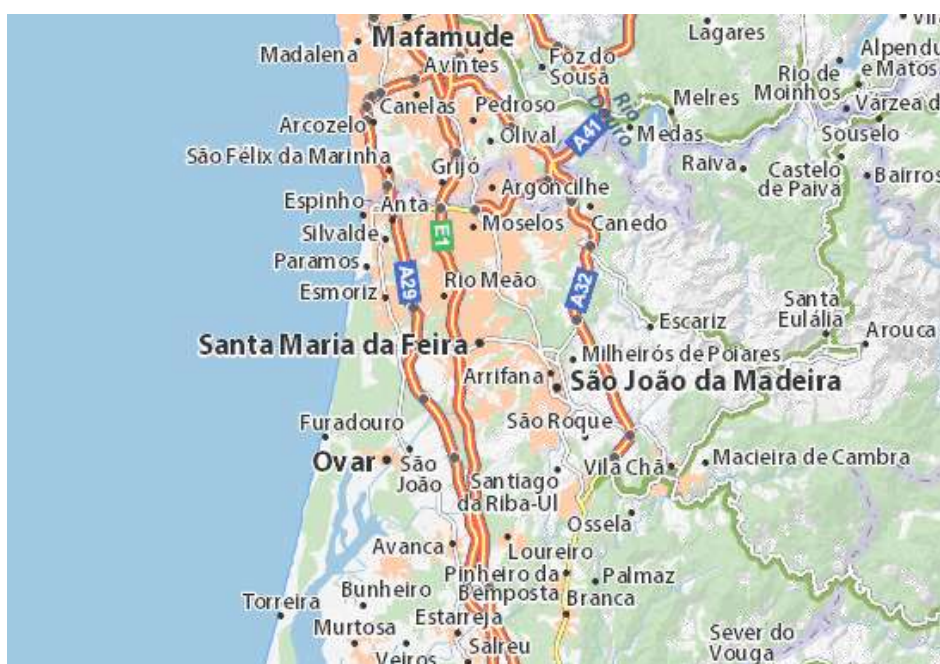 Mafamude
Lagares
Madalena
Avintes
Foz do
Sousa
Rio de
Moinhos
Canelas
Pedroso
Melres
Arcozelo
Olival
A41
Rio
Medas
Souselo
São Félix da Marinha
Grijó
Raiva
Castelo
de Paiva
Bairros
Argoncilhe
Espinho
Anta
Silvalde
Moselos
Canedo
E1
Paramos
A29
Rio Meão
A32
Esmoriz
Santa
Eulália
Escariz
Arouca
Santa Maria da Feira
Milheirós de Poiares
Arrifana
São João da Madeira
Furadouro
São Roque
Ovar
São
João
Vila Chã
Macieira de Cambra
Santiago
da Riba-Ul
Ossela
Avanca
Loureiro
Pinheiro da
Bemposta
Palmaz
Bunheiro
Branca
Torreira
Estarreja
Murtosa
Sever do
Vouga
Veiros
Salreu